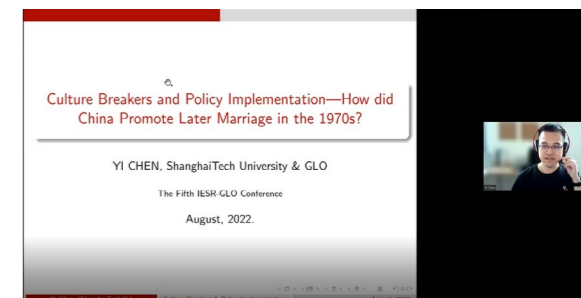 Culture Breakers and Policy Implementation—How did
China Promote Later Marriage in the 1970s?
YI CHEN, ShanghaiTech University & GLO
The Fifth IESR-GLO Conference
August, 2022.